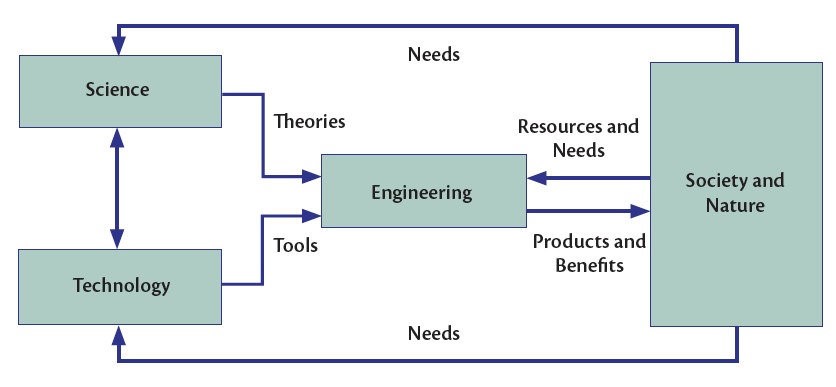 Needs
Science
Theories
Resources and
Needs
Engineering
Society and
Nature
Tools
Products and
Benefits
Technology
Needs